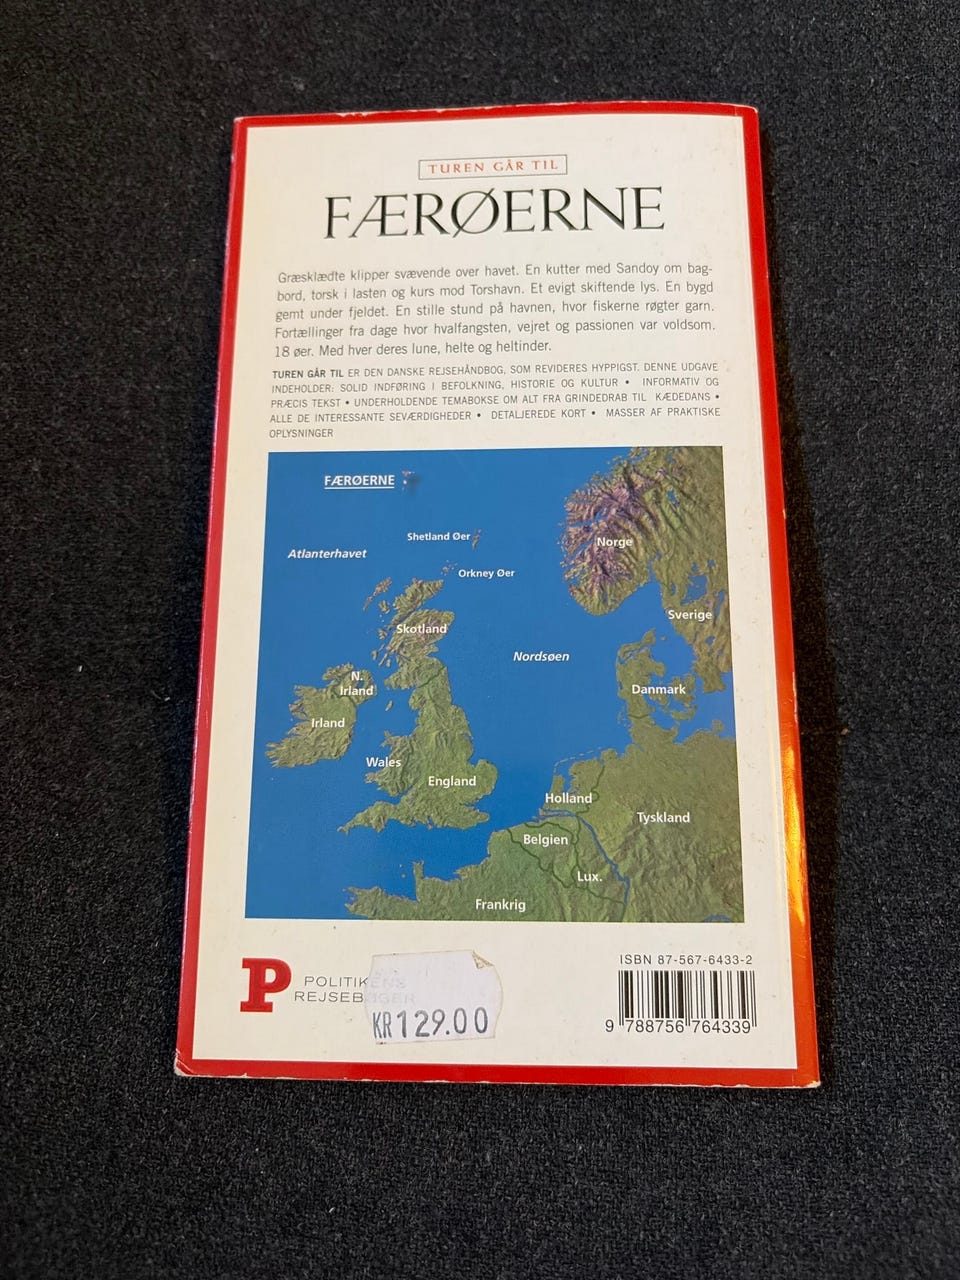 TUREN GÅR TIL
FÆRØERNE
Græsklædte klipper svævende over havet. En kutter med Sandoy om bag-
bord, torsk i lasten og kurs mod Torshavn. Et evigt skiftende lys. En bygd
gemt under fjeldet. En stille stund på havnen, hvor fiskerne røgter garn.
Fortællinger fra dage hvor hvalfangsten, vejret og passionen var voldsom.
18 øer. Med hver deres lune, helte og heltinder.
TUREN GÅR TIL ER DEN DANSKE REJSEHÅNDBOG, SOM REVIDERES HYPPIGST. DENNE UDGAVE
INDEHOLDER: SOLID INDFØRING I BEFOLKNING, HISTORIE OG KULTUR • INFORMATIV OG
PRÆCIS TEKST • UNDERHOLDENDE TEMABOKSE OM ALT FRA GRINDEDRAB TIL KÆDEDANS •
ALLE DE INTERESSANTE SEVÆRDIGHEDER • DETALJEREDE KORT • MASSER AF PRAKTISKE
OPLYSNINGER
FÆRØERNE
Shetland Øer
Norge
Atlanterhavet
Orkney Øer
Sverige
Skotland
Nordsøen
N.
Irland
Danmark
Irland
Wales
England
Holland
Tyskland
Belgien
Lux.
Frankrig
P
POLITIKENS
REJSEBØGER
KR129.00
ISBN 87-567-6433-2
9 788756 764339